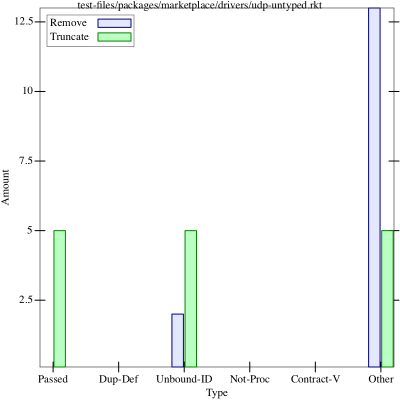 test-files/packages/marketplace/drivers/udp-untyped.rkt
Remove
Truncate
12.5
10
7.5
5
2.5
Amount
Passed Dup-Def Unbound-ID Not-Proc Contract-V Other
Type